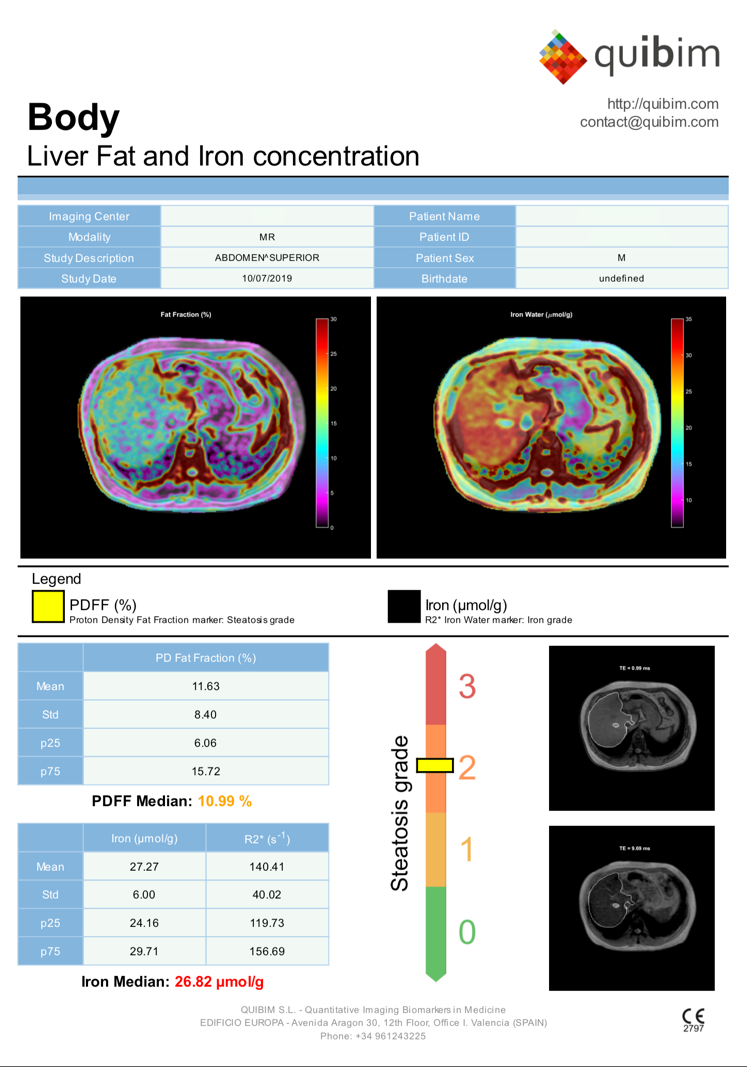 quibim
http://quibim.com
contact@quibim.com
Body
Liver Fat and Iron concentration
Imaging Center
Patient Name
Modality
MR
Patient ID
Study Description
ABDOMEN^SUPERIOR
Patient Sex
M
Study Date
10/07/2019
Birthdate
undefined
Fat Fraction (%)
30
25
20
15
10
5
0
Iron Water (µmol/g)
35
30
25
20
15
10
Legend
PDFF (%)
Proton Density Fat Fraction marker: Steatosis grade
Iron (µmol/g)
R2* Iron Water marker: Iron grade
PD Fat Fraction (%)
Mean 11.63
Std 8.40
p25 6.06
p75 15.72
PDFF Median: 10.99 %
Iron (µmol/g) R2* (s⁻¹)
Mean 27.27 140.41
Std 6.00 40.02
p25 24.16 119.73
p75 29.71 156.69
Iron Median: 26.82 µmol/g
Steatosis grade
3
2
1
0
TE = 0.99 ms
TE = 9.69 ms
QUIBIM S.L. - Quantitative Imaging Biomarkers in Medicine
EDIFICIO EUROPA - Avenida Aragon 30, 12th Floor, Office I. Valencia (SPAIN)
Phone: +34 961243225
CE
2797